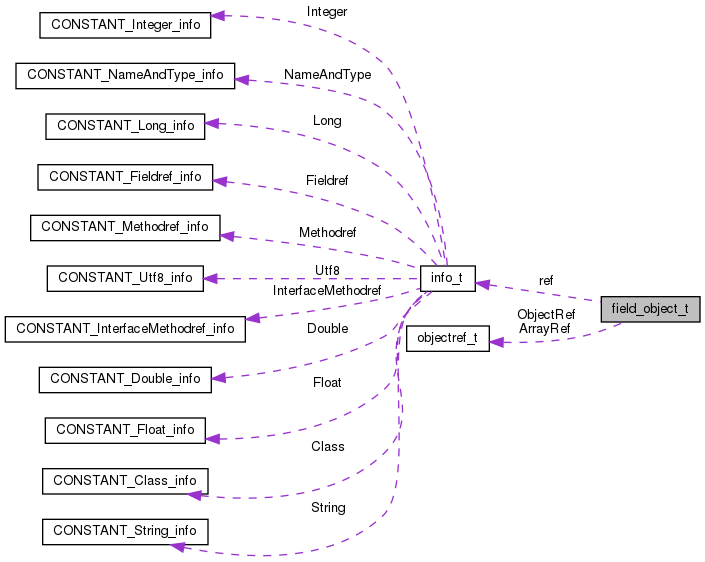 Integer
CONSTANT_Integer_info
NameAndType
CONSTANT_NameAndType_info
Long
CONSTANT_Long_info
Fieldref
CONSTANT_Fieldref_info
Methodref
CONSTANT_Methodref_info
Utf8
CONSTANT_Utf8_info
info_t
ref
InterfaceMethodref
field_object_t
ObjectRef
ArrayRef
CONSTANT_InterfaceMethodref_info
Double
objectref_t
CONSTANT_Double_info
Float
CONSTANT_Float_info
Class
CONSTANT_Class_info
String
CONSTANT_String_info